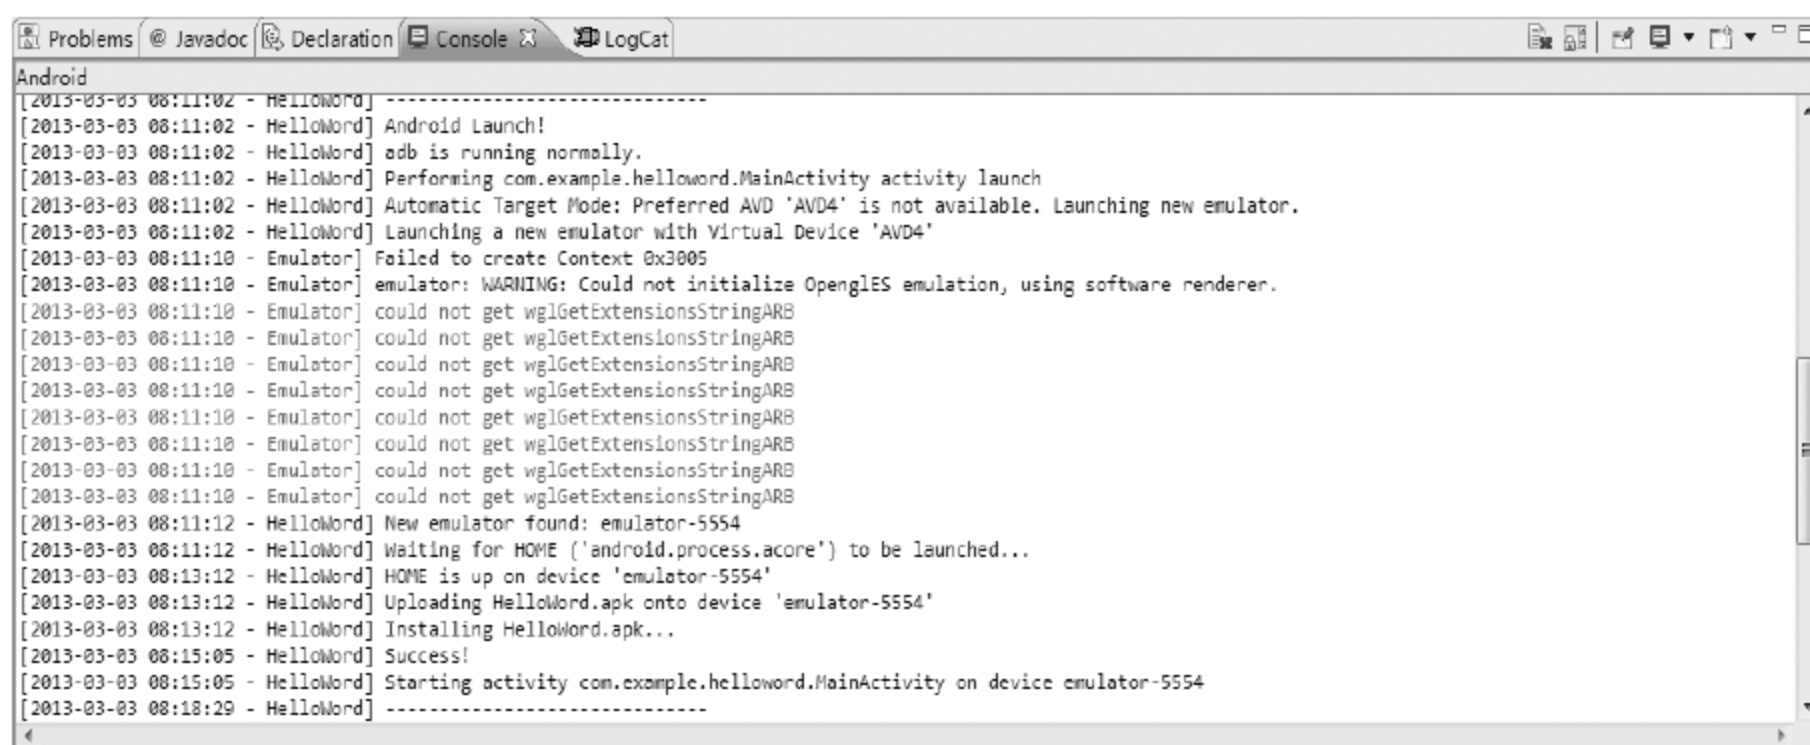 Problems @ Javadoc Declaration Console LogCat
Android
[2013-03-03 08:11:02 - HelloWord] ------------------------------
[2013-03-03 08:11:02 - HelloWord] Android Launch!
[2013-03-03 08:11:02 - HelloWord] adb is running normally.
[2013-03-03 08:11:02 - HelloWord] Performing com.example.helloword.MainActivity activity launch
[2013-03-03 08:11:02 - HelloWord] Automatic Target Mode: Preferred AVD 'AVD4' is not available. Launching new emulator.
[2013-03-03 08:11:02 - HelloWord] Launching a new emulator with Virtual Device 'AVD4'
[2013-03-03 08:11:10 - Emulator] Failed to create Context 0x3005
[2013-03-03 08:11:10 - Emulator] emulator: WARNING: Could not initialize OpenglES emulation, using software renderer.
[2013-03-03 08:11:10 - Emulator] could not get wglGetExtensionsStringARB
[2013-03-03 08:11:10 - Emulator] could not get wglGetExtensionsStringARB
[2013-03-03 08:11:10 - Emulator] could not get wglGetExtensionsStringARB
[2013-03-03 08:11:10 - Emulator] could not get wglGetExtensionsStringARB
[2013-03-03 08:11:10 - Emulator] could not get wglGetExtensionsStringARB
[2013-03-03 08:11:10 - Emulator] could not get wglGetExtensionsStringARB
[2013-03-03 08:11:10 - Emulator] could not get wglGetExtensionsStringARB
[2013-03-03 08:11:10 - Emulator] could not get wglGetExtensionsStringARB
[2013-03-03 08:11:12 - HelloWord] New emulator found: emulator-5554
[2013-03-03 08:11:12 - HelloWord] Waiting for HOME ('android.process.acore') to be launched...
[2013-03-03 08:13:12 - HelloWord] HOME is up on device 'emulator-5554'
[2013-03-03 08:13:12 - HelloWord] Uploading HelloWord.apk onto device 'emulator-5554'
[2013-03-03 08:13:12 - HelloWord] Installing HelloWord.apk...
[2013-03-03 08:15:05 - HelloWord] Success!
[2013-03-03 08:15:05 - HelloWord] Starting activity com.example.helloword.MainActivity on device emulator-5554
[2013-03-03 08:18:29 - HelloWord] ------------------------------